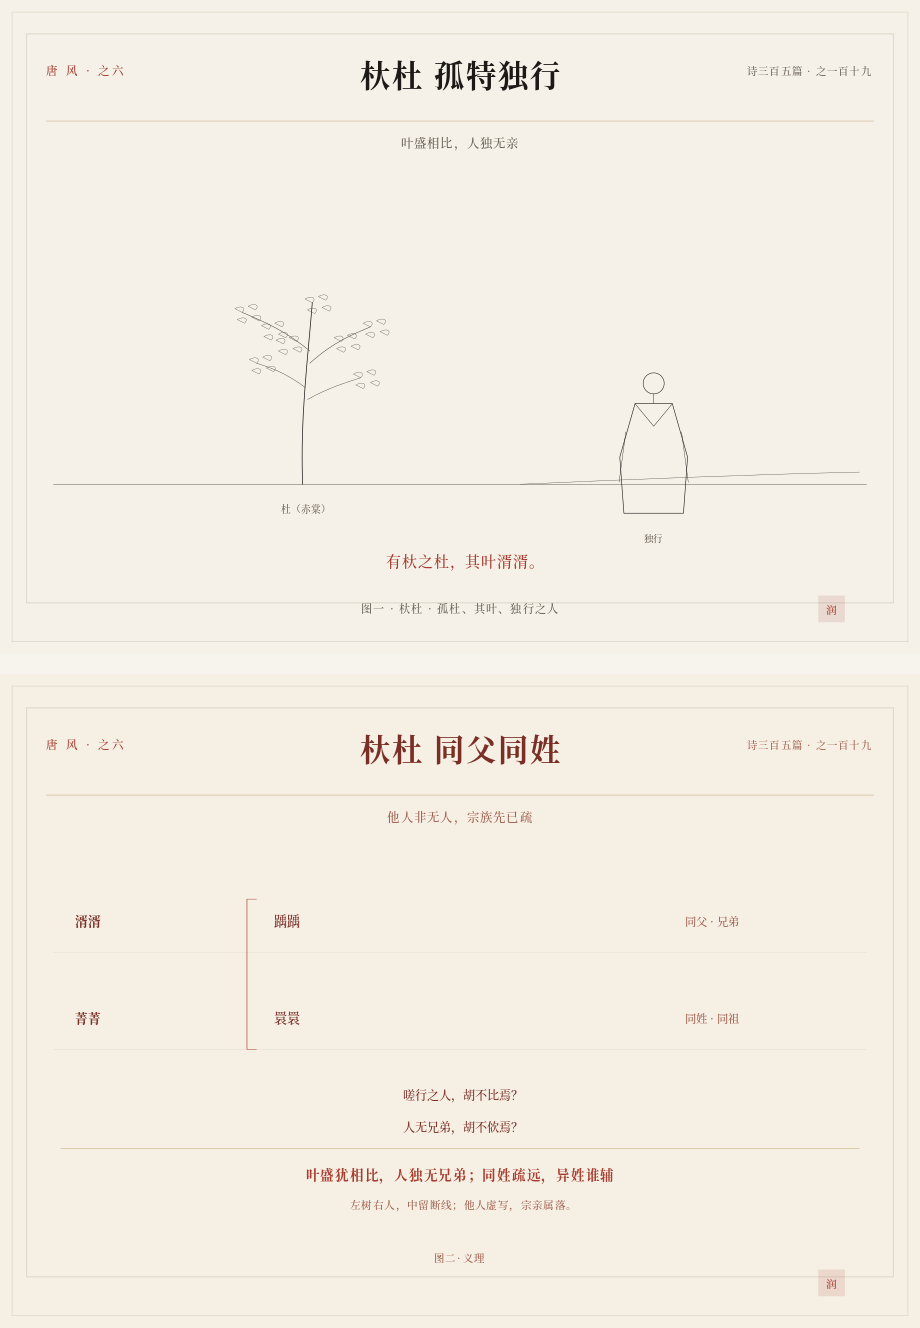 唐 风 · 之六
杕杜 孤特独行
诗三百五篇 · 之一百十九
叶盛相比，人独无亲
杜（赤棠）
独行
有杕之杜，其叶湑湑。
图一 · 杕杜 · 孤杜、其叶、独行之人
润
唐 风 · 之六
杕杜 同父同姓
诗三百五篇 · 之一百十九
他人非无人，宗族先已疏
湑湑
踽踽
同父 · 兄弟
菁菁
睘睘
同姓 · 同祖
嗟行之人，胡不比焉？
人无兄弟，胡不佽焉？
叶盛犹相比，人独无兄弟；同姓疏远，异姓谁辅
左树右人，中留断线；他人虚写，宗亲属落。
图二 · 义理
润